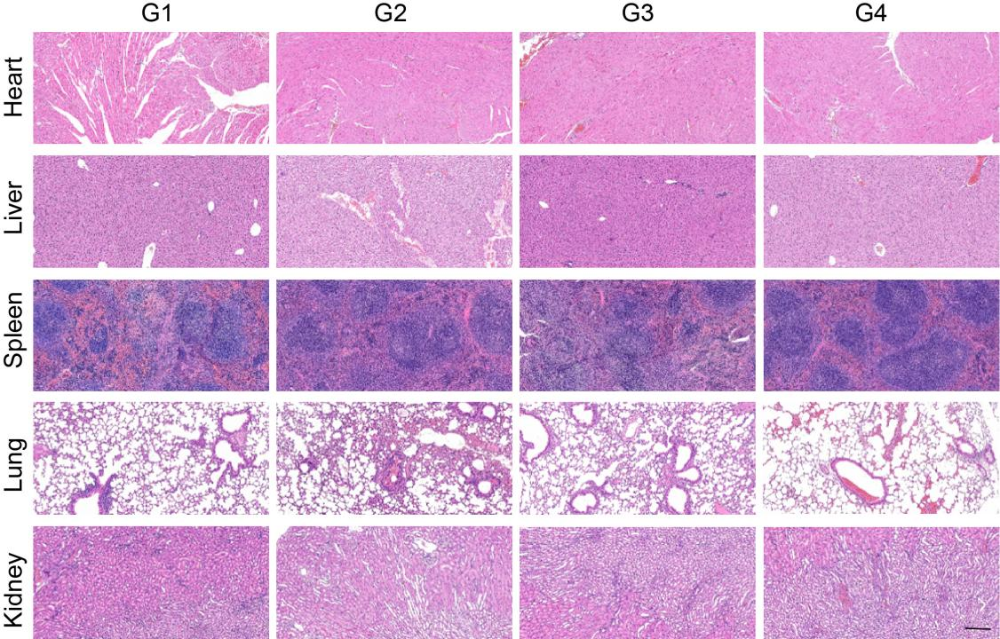 G1 G2 G3 G4
Heart
Liver
Spleen
Lung
Kidney